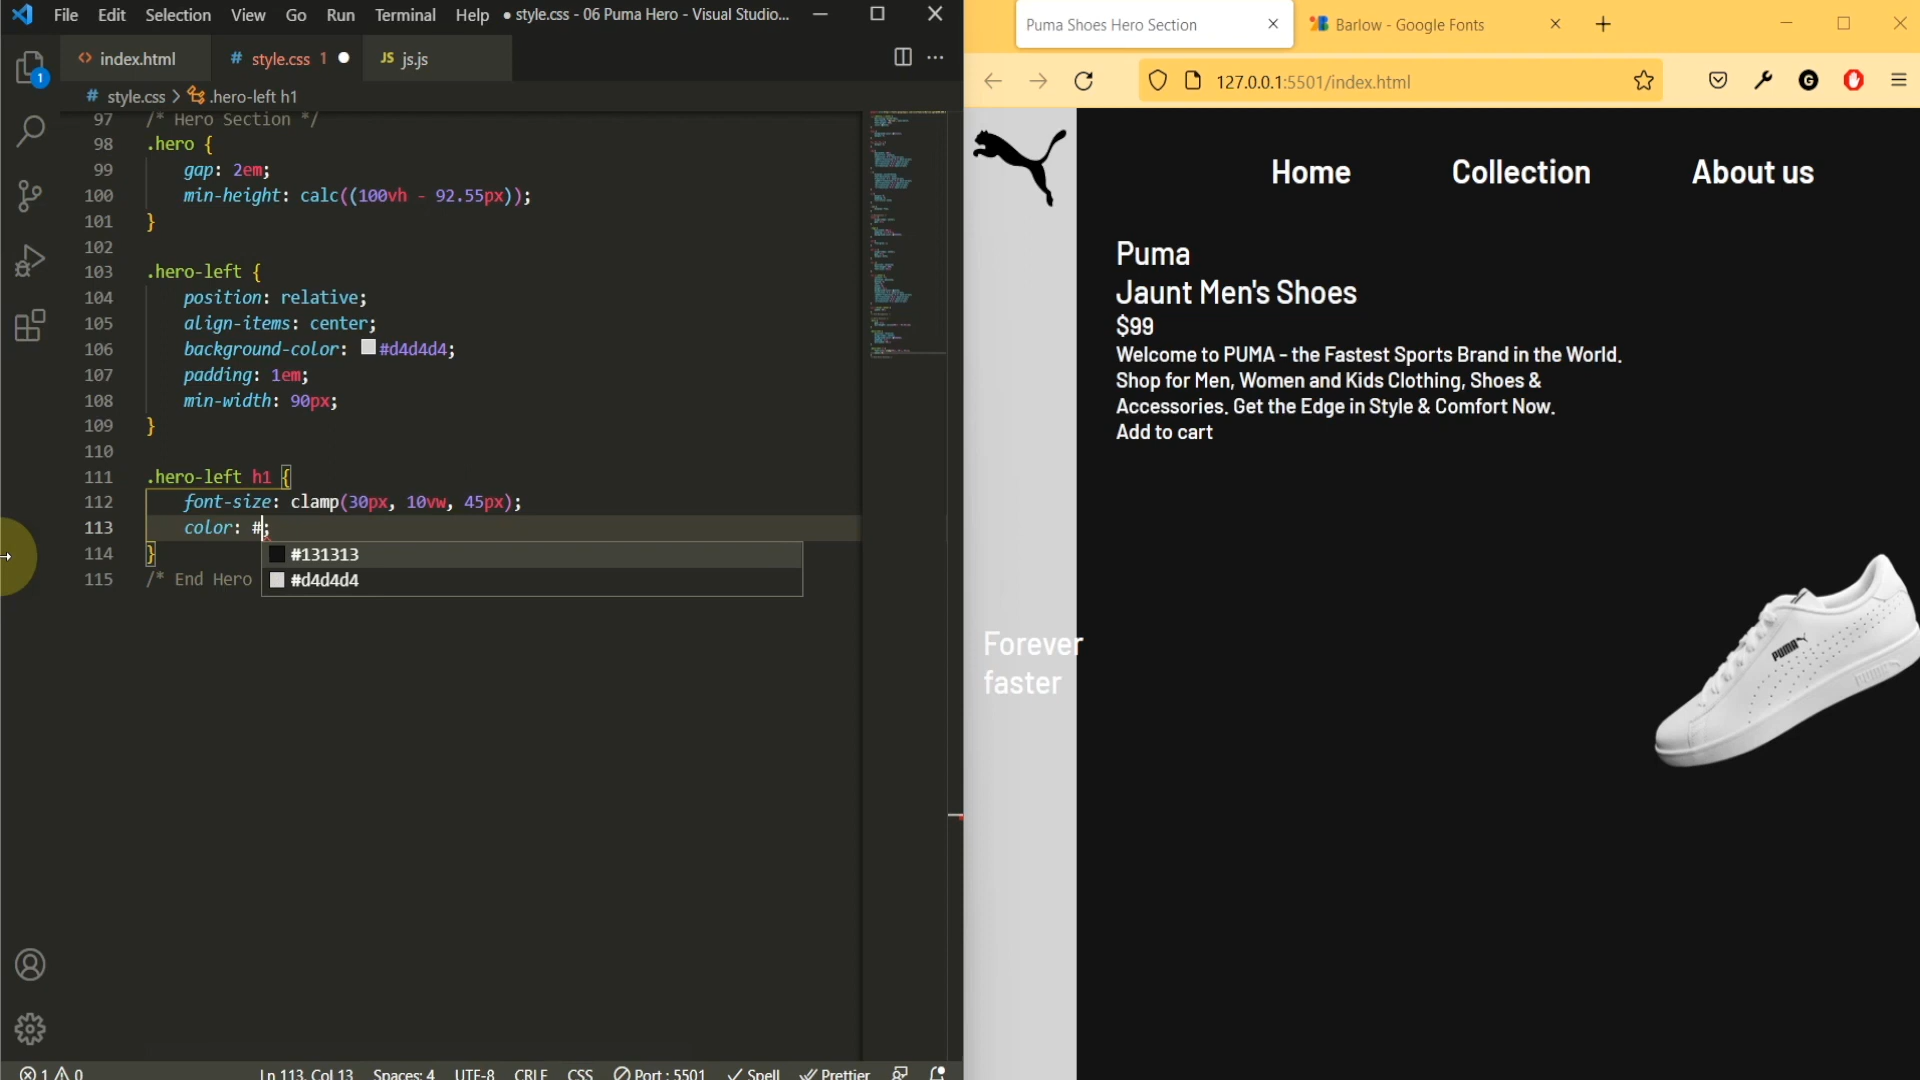 File Edit Selection View Go Run Terminal Help ● style.css - 06 Puma Hero - Visual Studio...
<> index.html # style.css 1 ● JS js.js
1
# style.css > .hero-left h1
97 /* Hero Section */
98 .hero {
99 gap: 2em;
100 min-height: calc((100vh - 92.55px));
101 }
102
103 .hero-left {
104 position: relative;
105 align-items: center;
106 background-color: #d4d4d4;
107 padding: 1em;
108 min-width: 90px;
109 }
110
111 .hero-left h1 {
112 font-size: clamp(30px, 10vw, 45px);
113 color: #;
114 }
#131313
115 /* End Hero
#d4d4d4
1 0 Ln 113, Col 13 Spaces: 4 UTF-8 CRLF CSS Port : 5501 Spell Prettier
Puma Shoes Hero Section
Barlow - Google Fonts
127.0.0.1:5501/index.html
G
Home Collection About us
Puma
Jaunt Men's Shoes
$99
Welcome to PUMA - the Fastest Sports Brand in the World.
Shop for Men, Women and Kids Clothing, Shoes &
Accessories. Get the Edge in Style & Comfort Now.
Add to cart
Forever
faster
PUMA